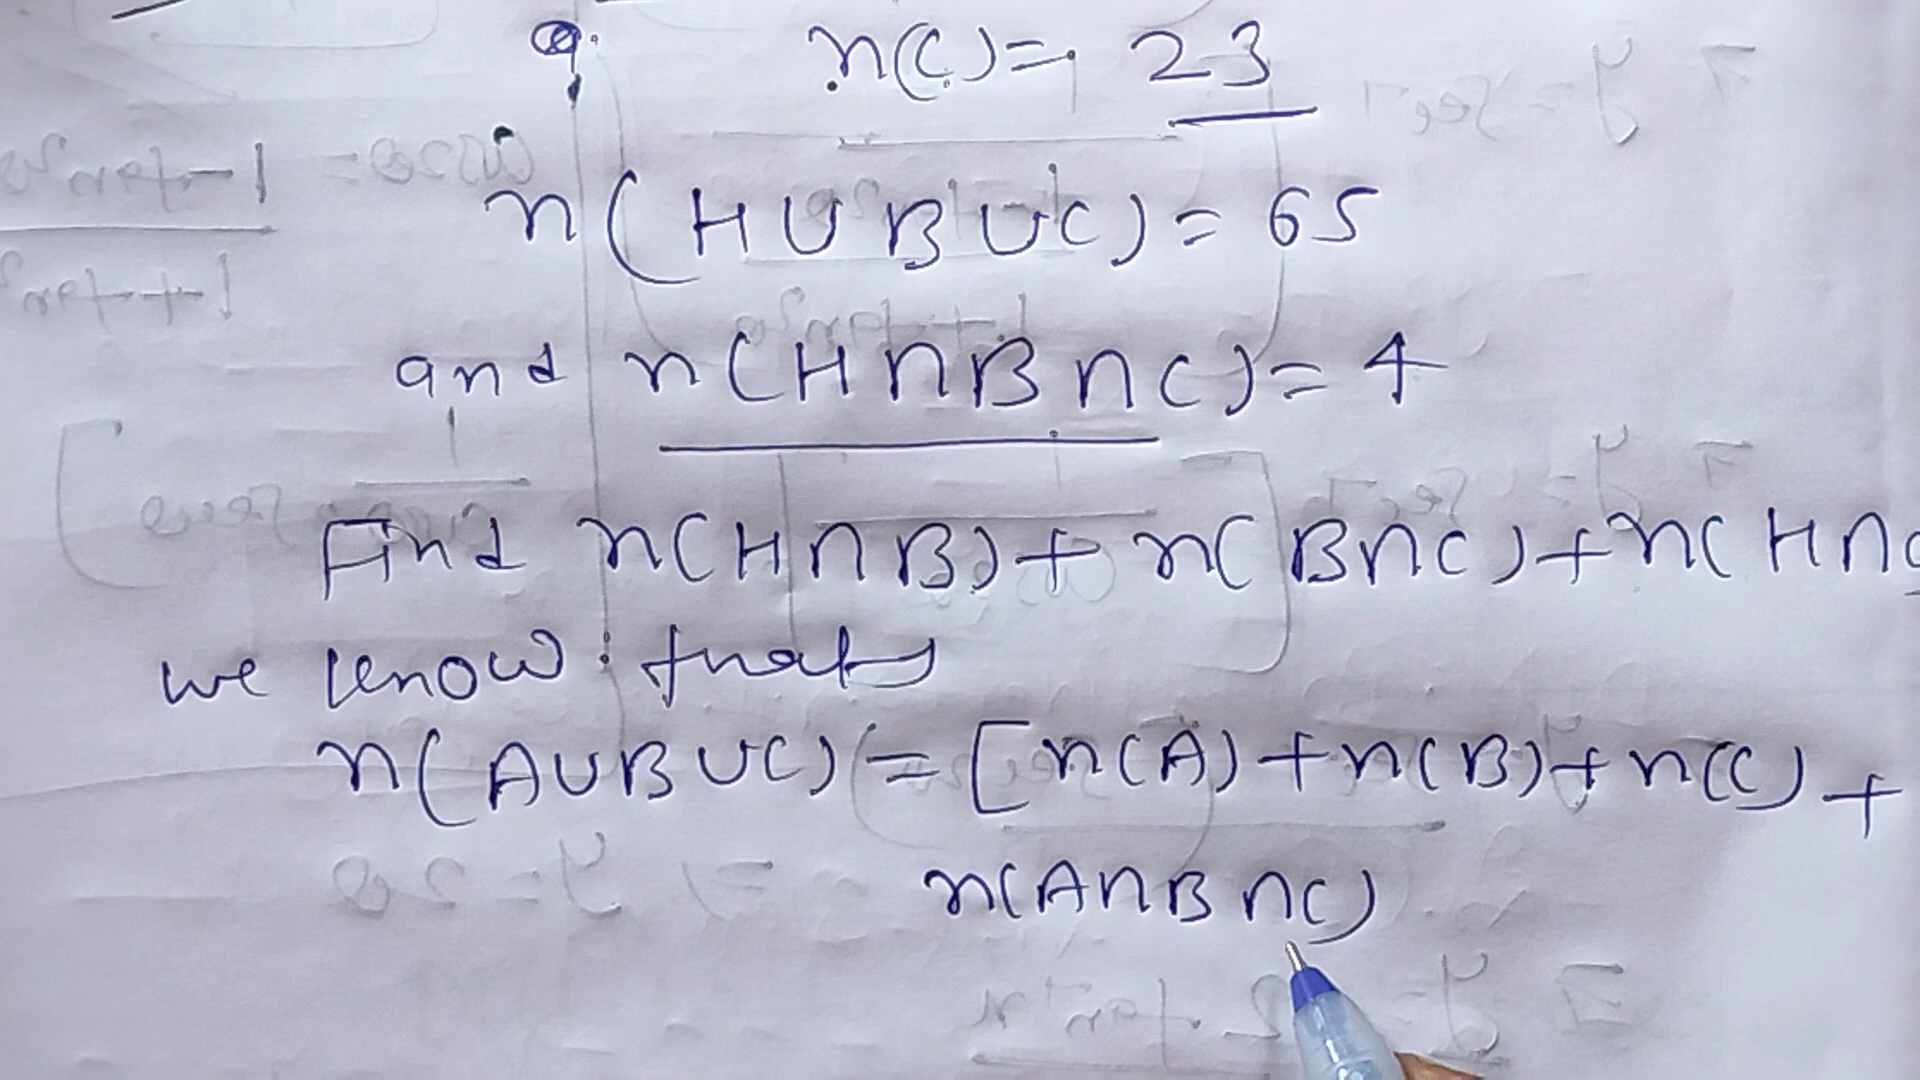 n(C) = 23
n(H∪B∪C) = 65
and n(H∩B∩C) = 4
Find n(H∩B) + n(B∩C) + n(H∩C
we know that
n(A∪B∪C) = [n(A) + n(B) + n(C) +
n(A∩B∩C)